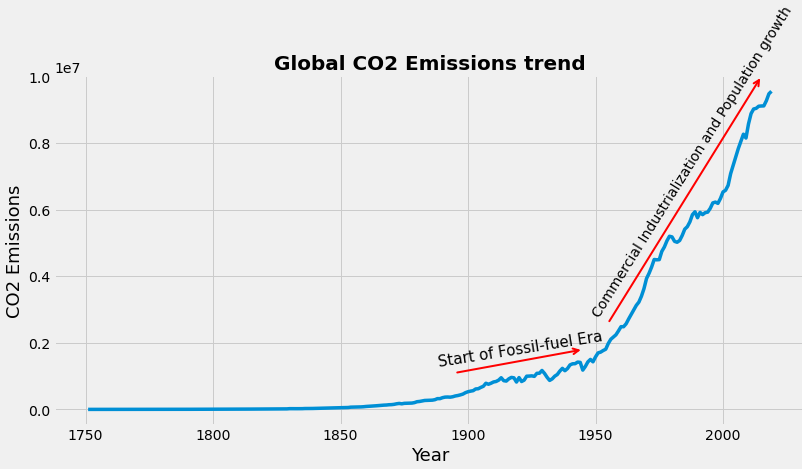 Global CO2 Emissions trend
1e7
1.0
0.8
0.6
0.4
0.2
0.0
CO2 Emissions
Commercial Industrialization and Population growth
Start of Fossil-fuel Era
1750 1800 1850 1900 1950 2000
Year